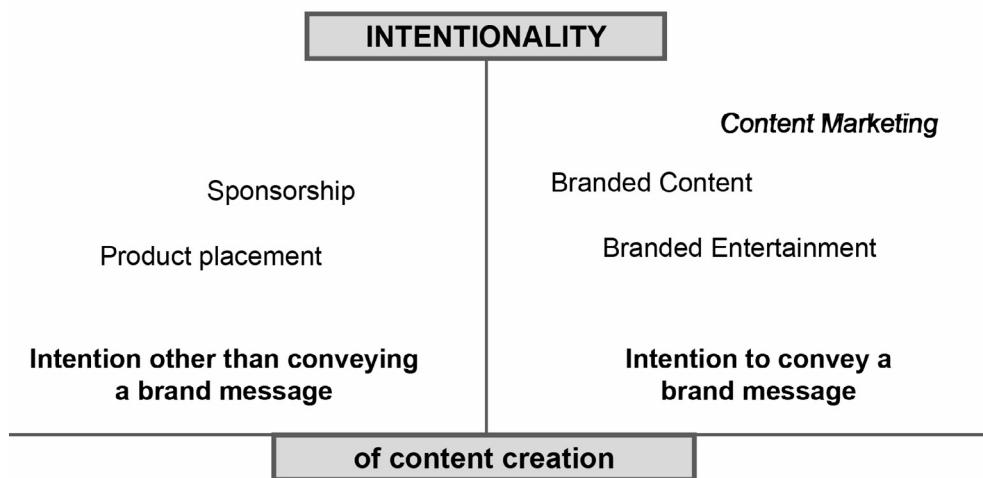 INTENTIONALITY
Content Marketing
Sponsorship
Branded Content
Product placement
Branded Entertainment
Intention other than conveying
a brand message
Intention to convey a
brand message
of content creation